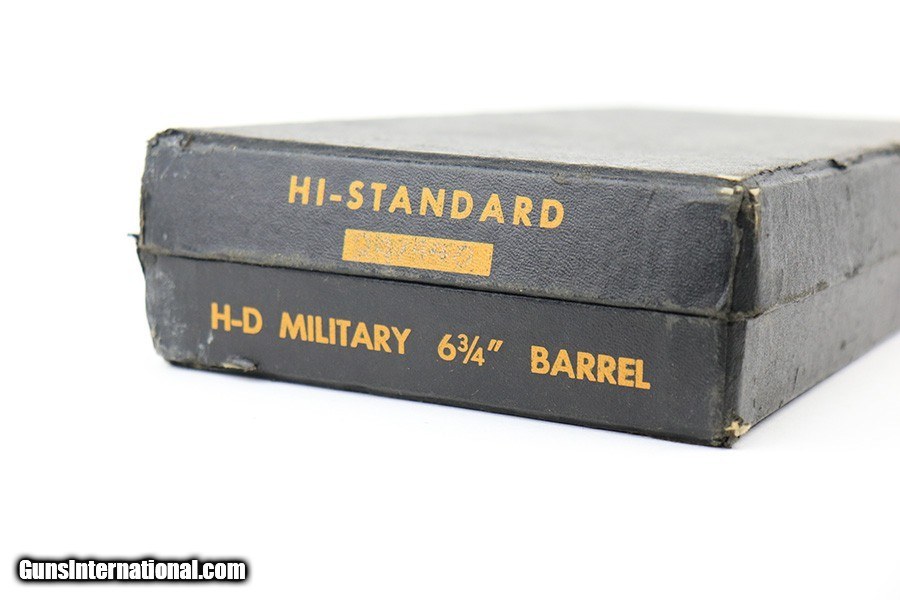 HI-STANDARD
H-D MILITARY 6¾" BARREL
GunsInternational.com